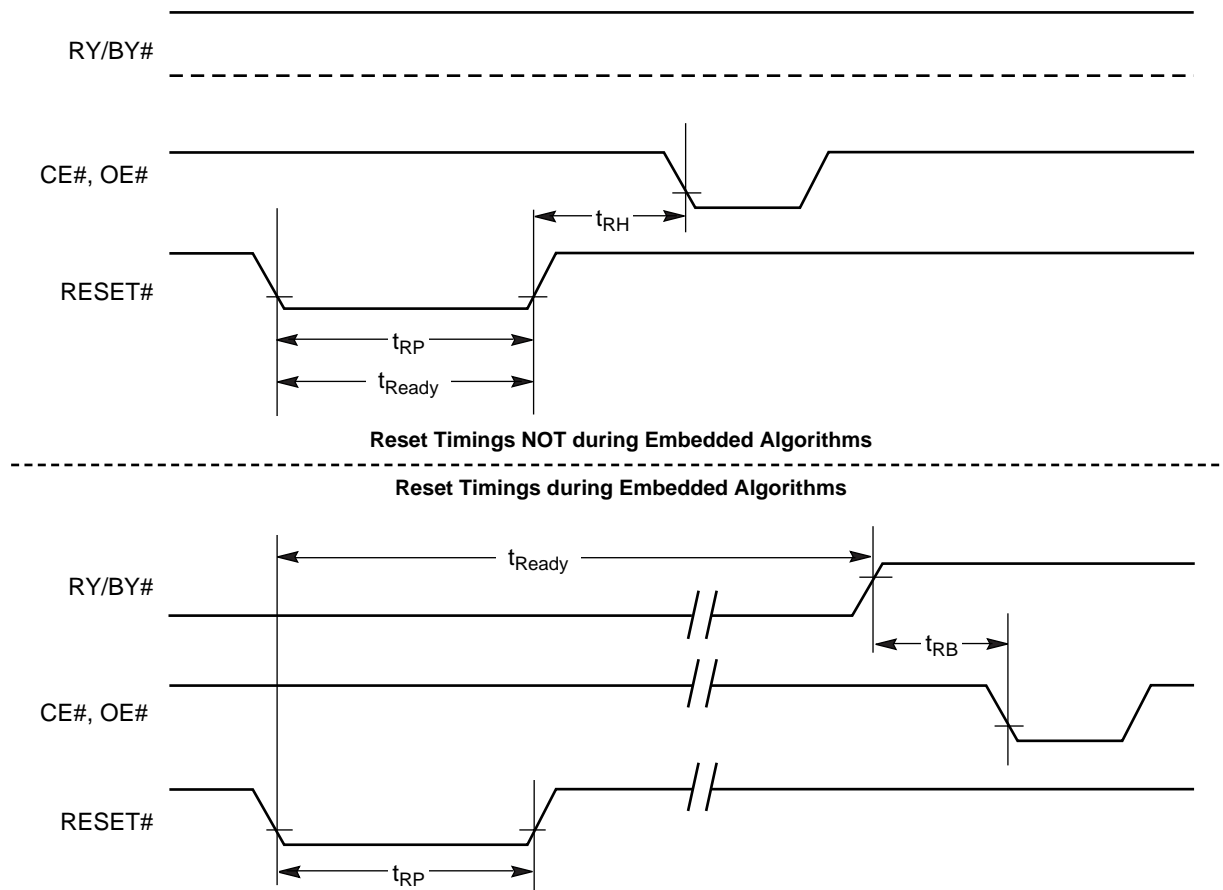 RY/BY#
CE#, OE#
tRH
RESET#
tRP
tReady
Reset Timings NOT during Embedded Algorithms
Reset Timings during Embedded Algorithms
tReady
RY/BY#
tRB
CE#, OE#
RESET#
tRP